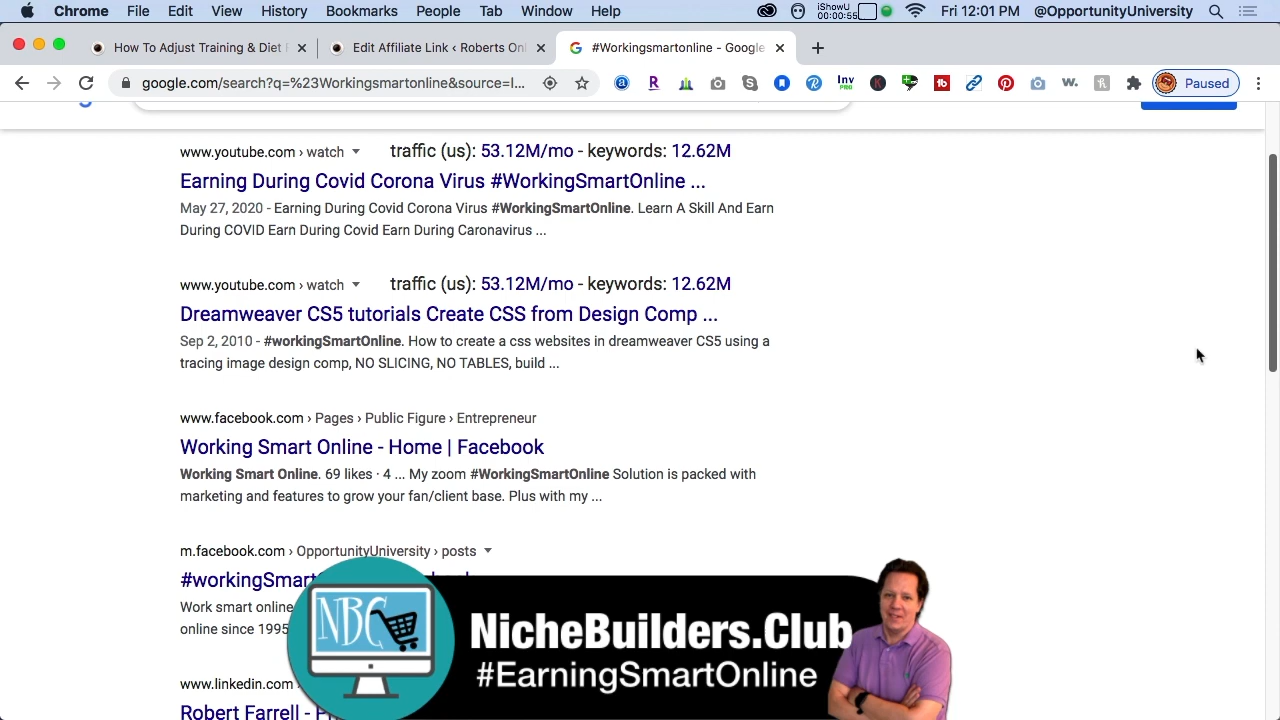 Chrome File Edit View History Bookmarks People Tab Window Help iShowU 00:00:55 Fri 12:01 PM @OpportunityUniversity
How To Adjust Training & Diet Edit Affiliate Link ‹ Roberts Onl #Workingsmartonline - Google
google.com/search?q=%23Workingsmartonline&source=l... Inv PRO Paused
www.youtube.com › watch traffic (us): 53.12M/mo - keywords: 12.62M
Earning During Covid Corona Virus #WorkingSmartOnline ...
May 27, 2020 - Earning During Covid Corona Virus #WorkingSmartOnline. Learn A Skill And Earn
During COVID Earn During Covid Earn During Caronavirus ...
www.youtube.com › watch traffic (us): 53.12M/mo - keywords: 12.62M
Dreamweaver CS5 tutorials Create CSS from Design Comp ...
Sep 2, 2010 - #workingSmartOnline. How to create a css websites in dreamweaver CS5 using a
tracing image design comp, NO SLICING, NO TABLES, build ...
www.facebook.com › Pages › Public Figure › Entrepreneur
Working Smart Online - Home | Facebook
Working Smart Online. 69 likes · 4 ... My zoom #WorkingSmartOnline Solution is packed with
marketing and features to grow your fan/client base. Plus with my ...
m.facebook.com › OpportunityUniversity › posts
#workingSmart
Work smart online
online since 1995
NBC
NicheBuilders.Club
#EarningSmartOnline
www.linkedin.com
Robert Farrell -